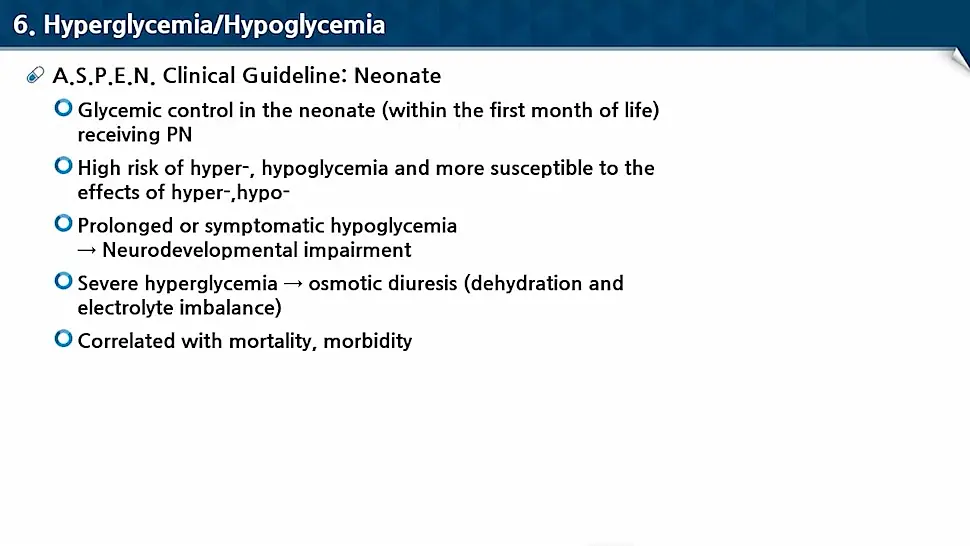 6. Hyperglycemia/Hypoglycemia
A.S.P.E.N. Clinical Guideline: Neonate
Glycemic control in the neonate (within the first month of life)
receiving PN
High risk of hyper-, hypoglycemia and more susceptible to the
effects of hyper-,hypo-
Prolonged or symptomatic hypoglycemia
→ Neurodevelopmental impairment
Severe hyperglycemia → osmotic diuresis (dehydration and
electrolyte imbalance)
Correlated with mortality, morbidity